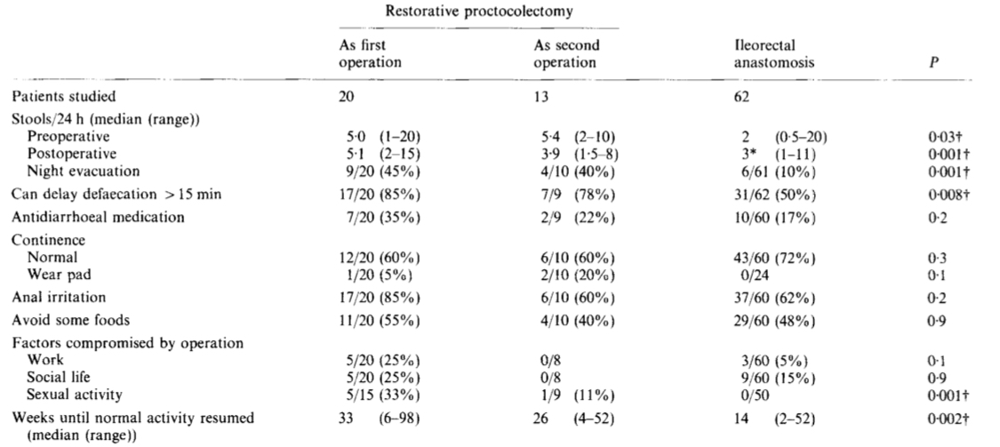 Restorative proctocolectomy
As first operation As second operation Ileorectal anastomosis P
Patients studied 20 13 62
Stools/24 h (median (range))
Preoperative 5·0 (1–20) 5·4 (2–10) 2 (0·5–20) 0·03†
Postoperative 5·1 (2–15) 3·9 (1·5–8) 3* (1–11) 0·001†
Night evacuation 9/20 (45%) 4/10 (40%) 6/61 (10%) 0·001†
Can delay defaecation > 15 min 17/20 (85%) 7/9 (78%) 31/62 (50%) 0·008†
Antidiarrhoeal medication 7/20 (35%) 2/9 (22%) 10/60 (17%) 0·2
Continence
Normal 12/20 (60%) 6/10 (60%) 43/60 (72%) 0·3
Wear pad 1/20 (5%) 2/10 (20%) 0/24 0·1
Anal irritation 17/20 (85%) 6/10 (60%) 37/60 (62%) 0·2
Avoid some foods 11/20 (55%) 4/10 (40%) 29/60 (48%) 0·9
Factors compromised by operation
Work 5/20 (25%) 0/8 3/60 (5%) 0·1
Social life 5/20 (25%) 0/8 9/60 (15%) 0·9
Sexual activity 5/15 (33%) 1/9 (11%) 0/50 0·001†
Weeks until normal activity resumed 33 (6–98) 26 (4–52) 14 (2–52) 0·002†
(median (range))